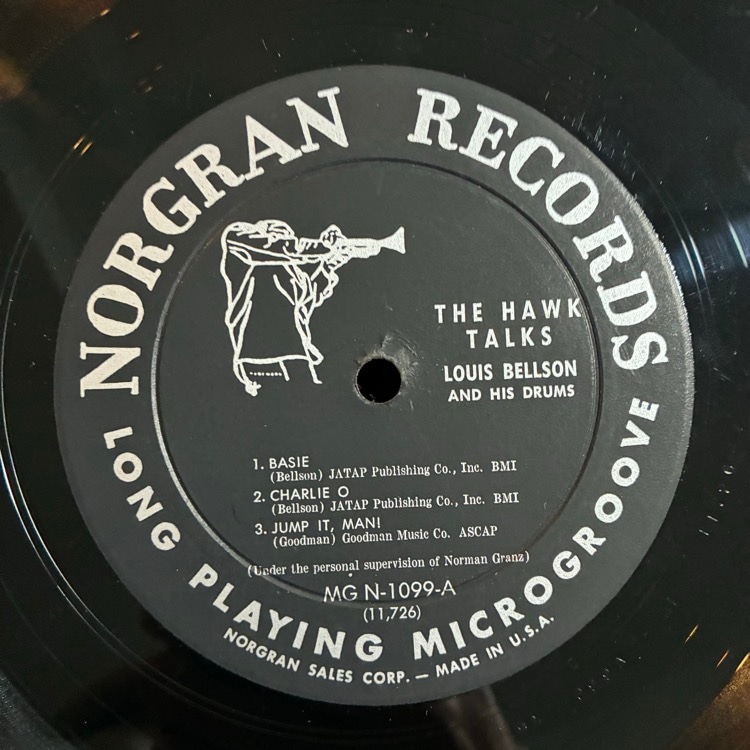 NORGRAN RECORDS
THE HAWK
TALKS
LOUIS BELLSON
AND HIS DRUMS
1. BASIE
(Bellson) JATAP Publishing Co., Inc. BMI
2. CHARLIE O
(Bellson) JATAP Publishing Co., Inc. BMI
3. JUMP IT, MAN!
(Goodman) Goodman Music Co. ASCAP
(Under the personal supervision of Norman Granz)
MG N-1099-A
(11,726)
LONG PLAYING MICROGROOVE
NORGRAN SALES CORP. — MADE IN U.S.A.